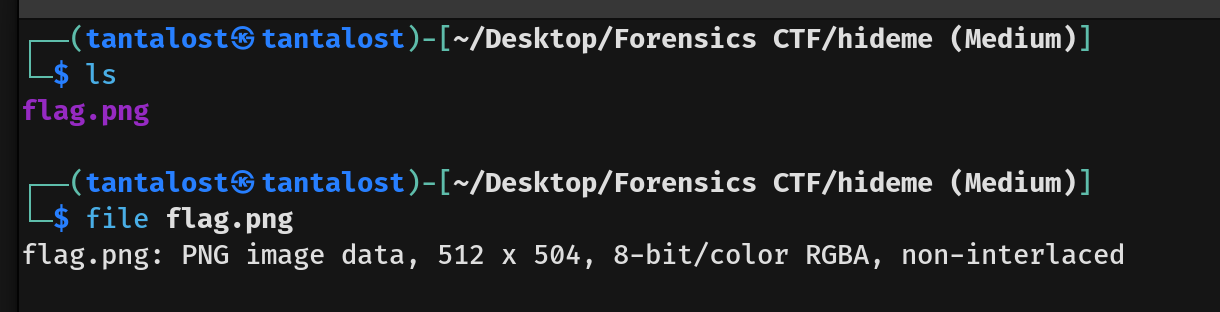 ┌──(tantalost㉿tantalost)-[~/Desktop/Forensics CTF/hideme (Medium)]
└─$ ls
flag.png
┌──(tantalost㉿tantalost)-[~/Desktop/Forensics CTF/hideme (Medium)]
└─$ file flag.png
flag.png: PNG image data, 512 x 504, 8-bit/color RGBA, non-interlaced